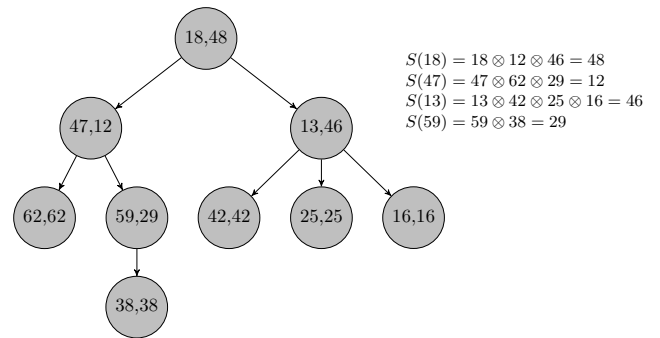 18,48
S(18) = 18 ⊗ 12 ⊗ 46 = 48
S(47) = 47 ⊗ 62 ⊗ 29 = 12
S(13) = 13 ⊗ 42 ⊗ 25 ⊗ 16 = 46
S(59) = 59 ⊗ 38 = 29
47,12
13,46
62,62
59,29
42,42
25,25
16,16
38,38